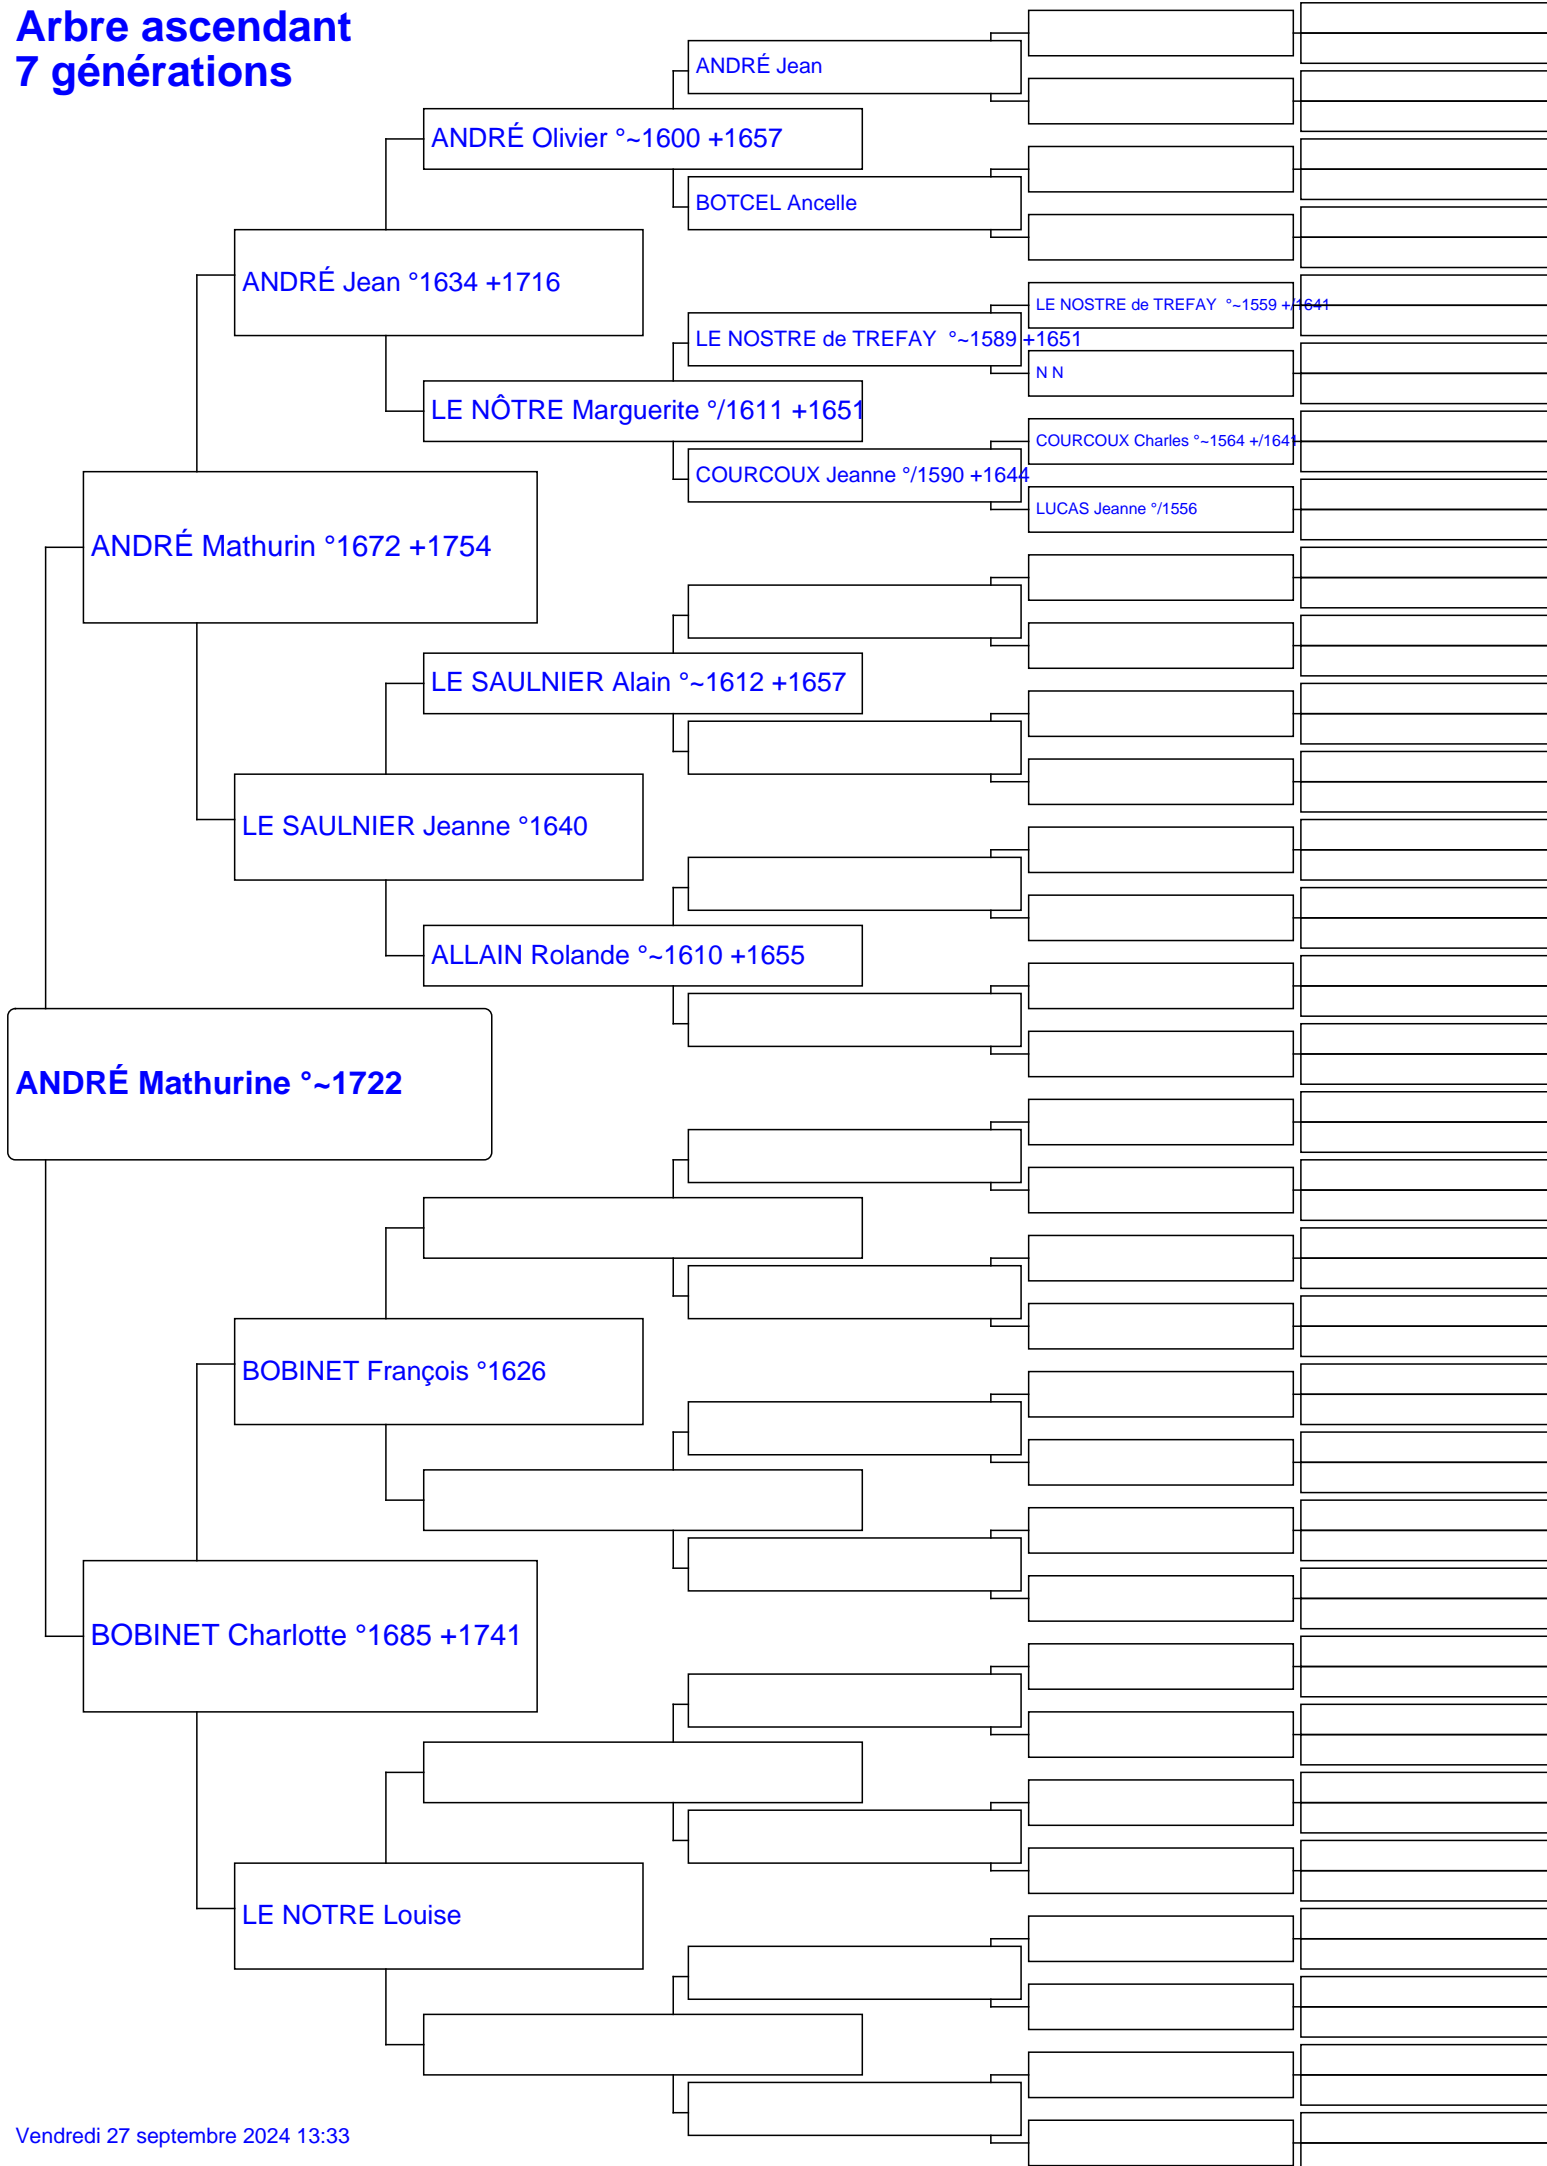 Arbre ascendant
7 générations
ANDRÉ Jean
ANDRÉ Olivier °~1600 +1657
BOTCEL Ancelle
ANDRÉ Jean °1634 +1716
LE NOSTRE de TREFAY °~1559 +/1641
LE NOSTRE de TREFAY °~1589 +1651
N N
LE NÔTRE Marguerite °/1611 +1651
COURCOUX Charles °~1564 +/1641
COURCOUX Jeanne °/1590 +1644
LUCAS Jeanne °/1556
ANDRÉ Mathurin °1672 +1754
LE SAULNIER Alain °~1612 +1657
LE SAULNIER Jeanne °1640
ALLAIN Rolande °~1610 +1655
ANDRÉ Mathurine °~1722
BOBINET François °1626
BOBINET Charlotte °1685 +1741
LE NOTRE Louise
Vendredi 27 septembre 2024 13:33